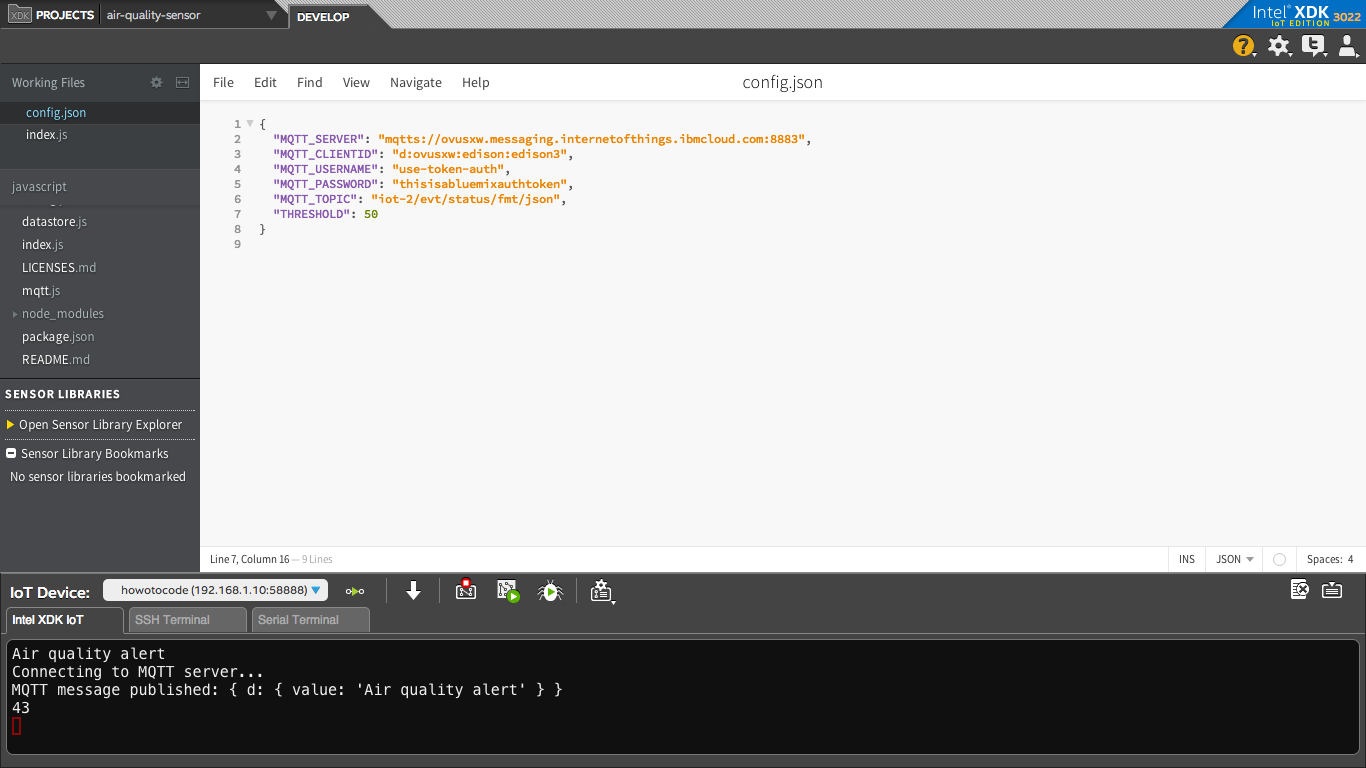 XDK PROJECTS air-quality-sensor DEVELOP Intel® XDK IoT EDITION 3022
Working Files
config.json
index.js
javascript
datastore.js
index.js
LICENSES.md
mqtt.js
node_modules
package.json
README.md
SENSOR LIBRARIES
Open Sensor Library Explorer
Sensor Library Bookmarks
No sensor libraries bookmarked
File Edit Find View Navigate Help config.json
1 {
2 "MQTT_SERVER": "mqtts://ovusxw.messaging.internetofthings.ibmcloud.com:8883",
3 "MQTT_CLIENTID": "d:ovusxw:edison:edison3",
4 "MQTT_USERNAME": "use-token-auth",
5 "MQTT_PASSWORD": "thisisabluemixauthtoken",
6 "MQTT_TOPIC": "iot-2/evt/status/fmt/json",
7 "THRESHOLD": 50
8 }
9
Line 7, Column 16 — 9 Lines INS JSON Spaces: 4
IoT Device: howotocode (192.168.1.10:58888)
Intel XDK IoT SSH Terminal Serial Terminal
Air quality alert
Connecting to MQTT server...
MQTT message published: { d: { value: 'Air quality alert' } }
43